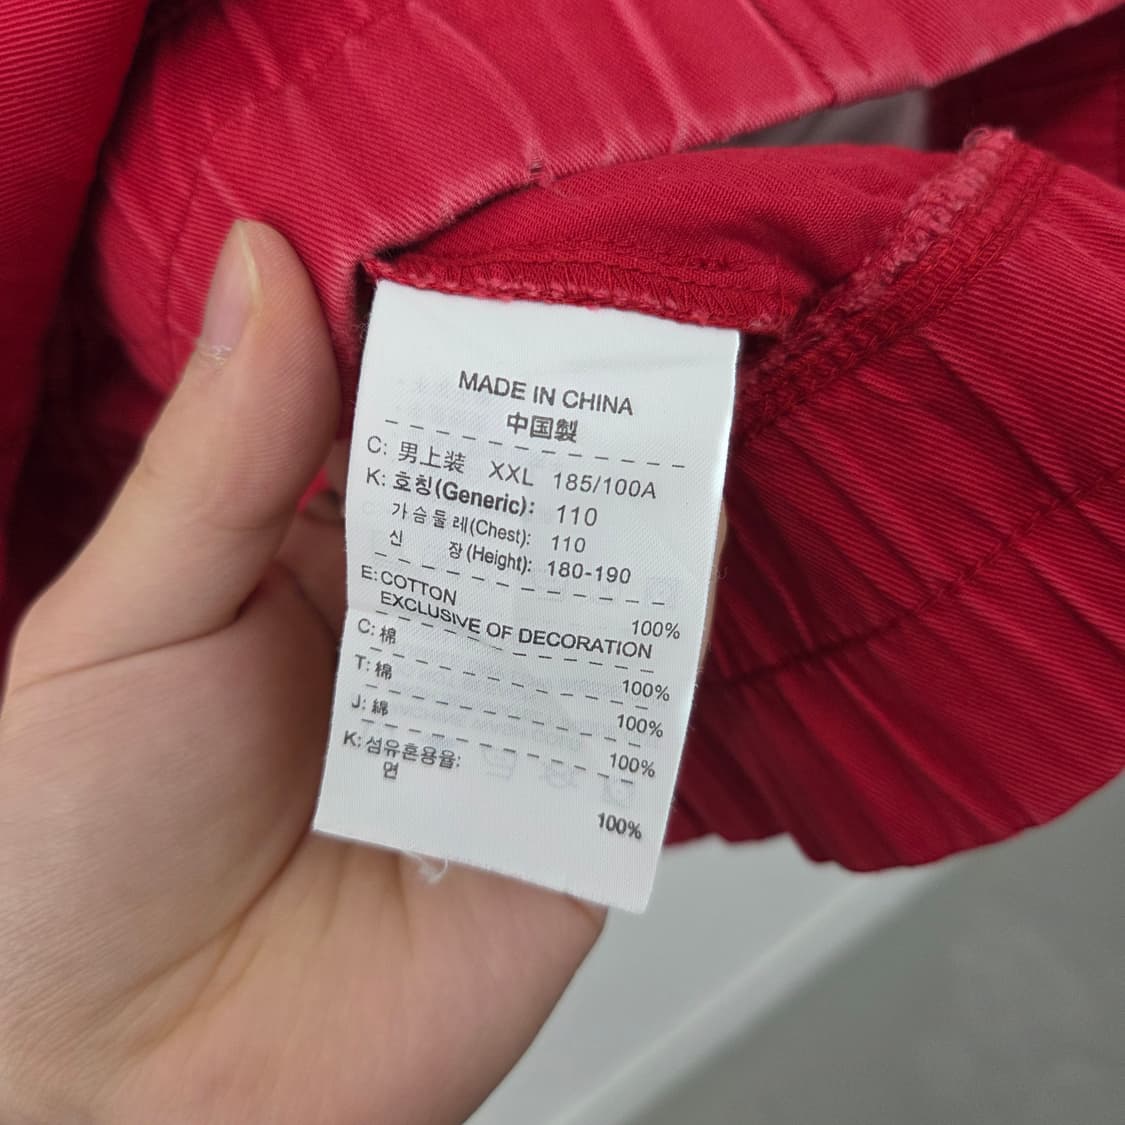 MADE IN CHINA
中国製
C: 男上装 XXL 185/100A
K: 호칭(Generic): 110
가슴둘레(Chest): 110
신 장(Height): 180-190
E: COTTON 100%
EXCLUSIVE OF DECORATION
C: 棉 100%
T: 棉 100%
J: 綿 100%
K: 섬유혼용율:
면 100%